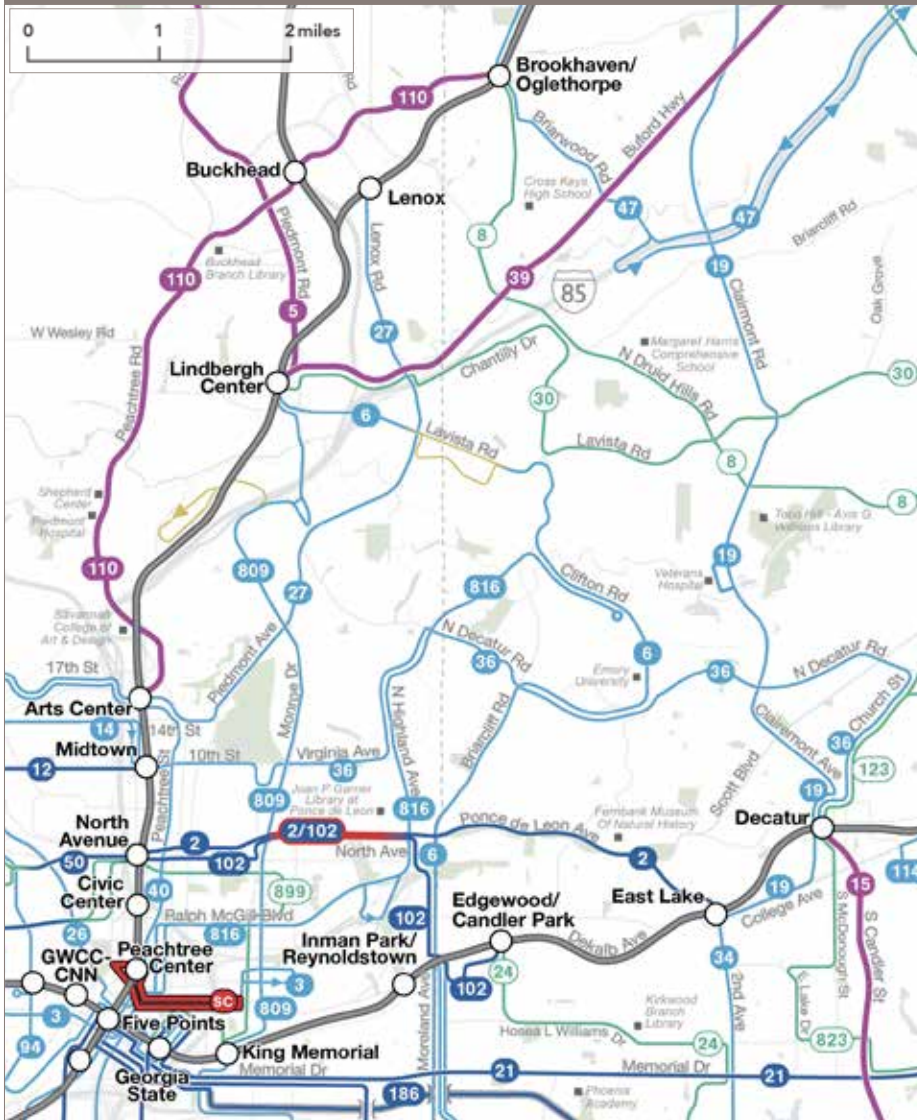 0 1 2 miles
Rd
Rd
Brookhaven/
Oglethorpe
110
Buford Hwy
Briarwood Rd
Buckhead
Lenox
Cross Keys
High School
47
47
Briarcliff Rd
8
Piedmont Rd
Lenox Rd
Buckhead
Branch Library
110
39
19
85
Oak Grove
5
27
Clairmont Rd
W Wesley Rd
Peachtree Rd
Lindbergh
Center
Chantilly Dr
Margaret Harris
Comprehensive
School
N Druid Hills Rd
30
30
6
Lavista Rd
Lavista Rd
8
8
Shepherd
Center
Piedmont
Hospital
Toco Hill - Avis G.
Williams Library
110
809
27
816
Clifton Rd
19
Veterans
Hospital
Savannah
College of
Art & Design
N Decatur Rd
36
6
Emory
University
36
N Decatur Rd
17th St
Piedmont Ave
Monroe Dr
N Highland Ave
Briarcliff Rd
Clairemont Ave
Church St
36
Arts Center
14
14th St
Midtown
10th St
Virginia Ave
36
12
Peachtree St
Scott Blvd
123
809
Ponce de Leon
Library at
816
Fernbank Museum
Of Natural History
19
Decatur
North
Avenue
2
2/102
Ponce de Leon Ave
2
50
102
North Ave
6
Civic
Center
40
899
Edgewood/
Candler Park
East Lake
19
College Ave
15
114
26
Ralph McGill Blvd
816
102
Dekalb Ave
S McDonough St
S Candler St
GWCC-
CNN
Peachtree
Center
Inman Park/
Reynoldstown
34
SC
3
102
24
2nd Ave
E Lake Dr
3
809
Moreland Ave
Kirkwood
Branch
Library
94
Five Points
Hosea L Williams
24
823
King Memorial
Georgia
State
Memorial Dr
21
Memorial Dr
21
186
Phoenix
Academy